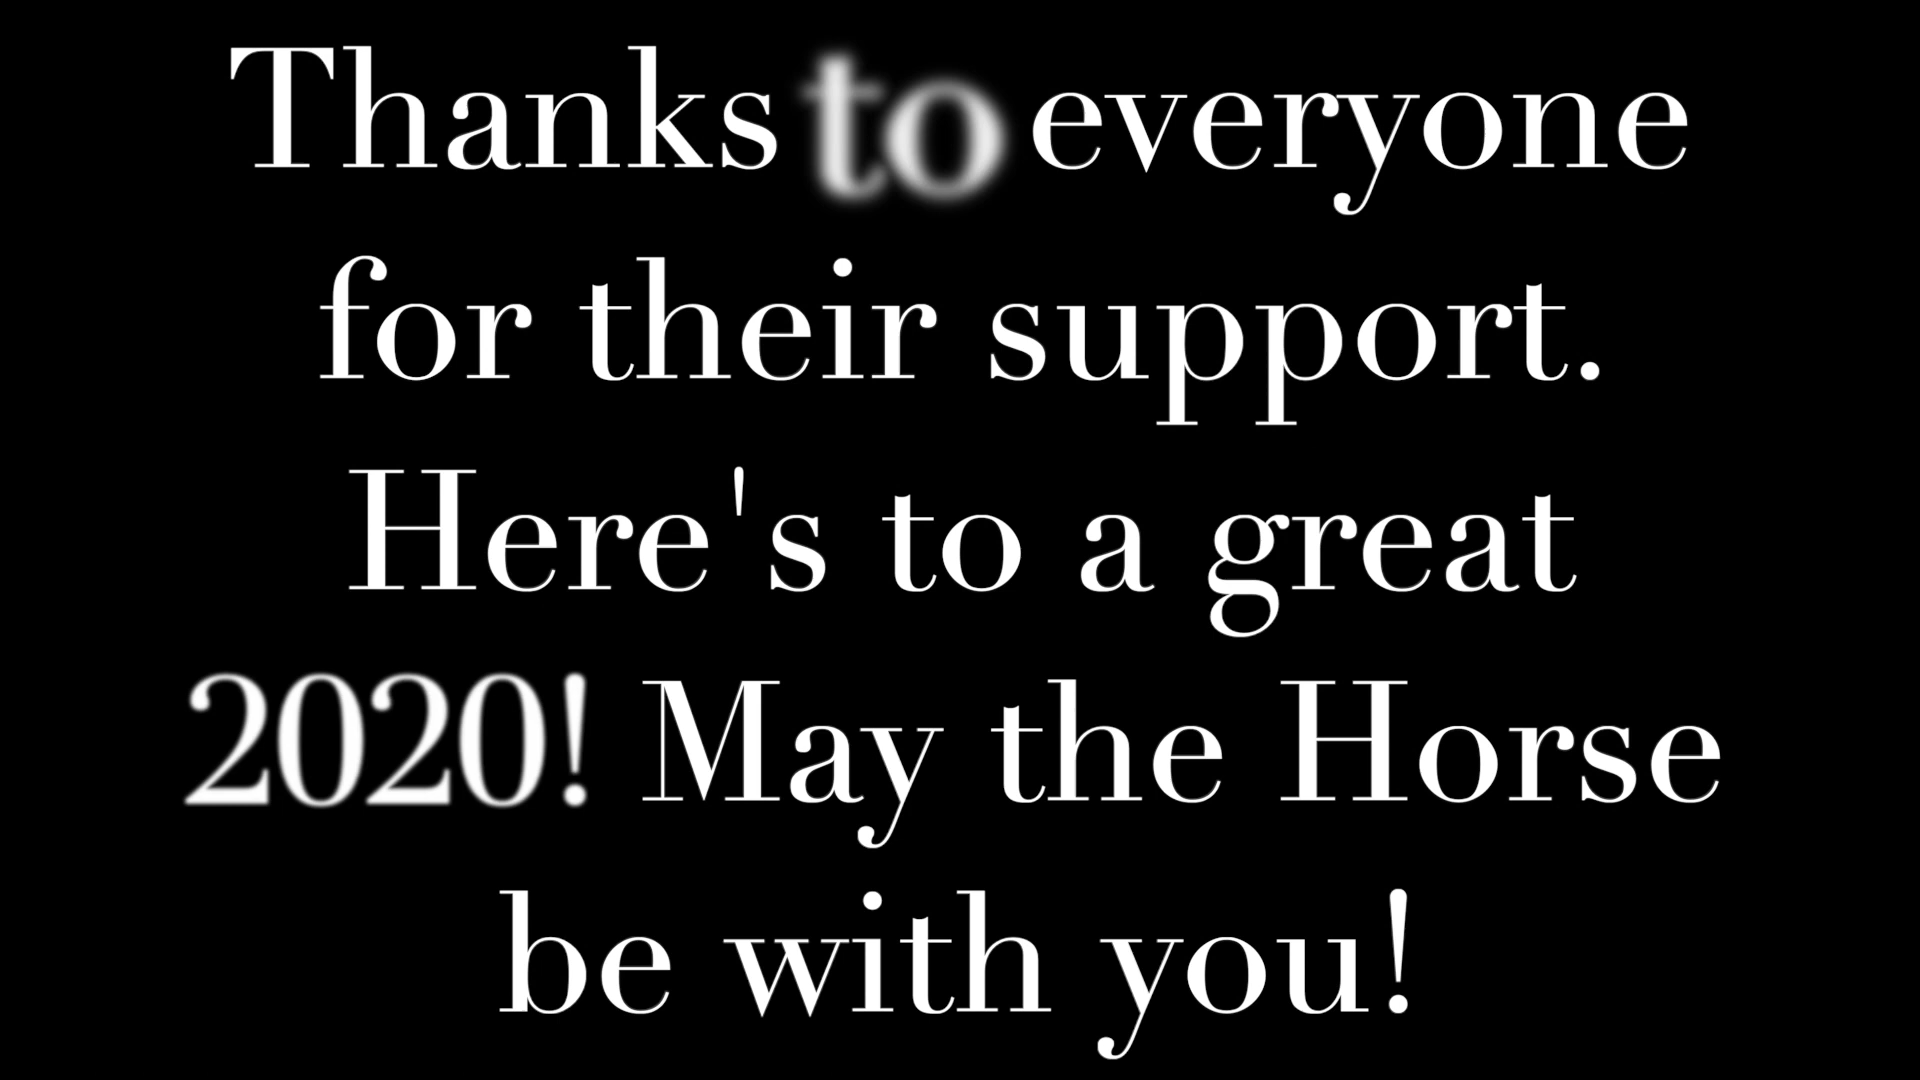 Thanks to everyone
for their support.
Here's to a great
2020! May the Horse
be with you!